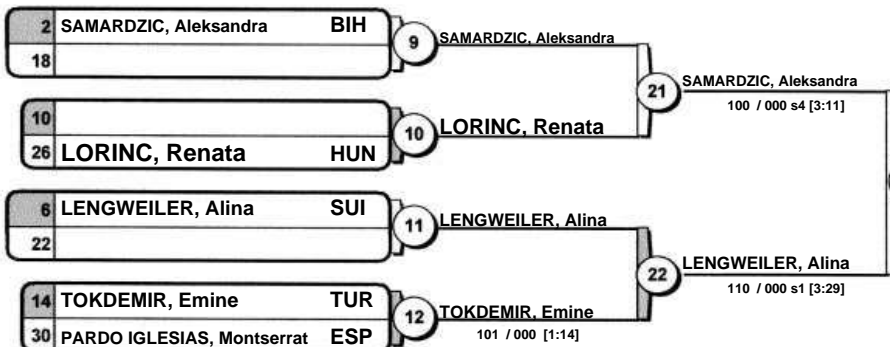 2 SAMARDZIC, Aleksandra BIH
18
9
SAMARDZIC, Aleksandra
10
26 LORINC, Renata HUN
10
LORINC, Renata
21
SAMARDZIC, Aleksandra
100 / 000 s4 [3:11]
6 LENGWEILER, Alina SUI
22
11
LENGWEILER, Alina
14 TOKDEMIR, Emine TUR
30 PARDO IGLESIAS, Montserrat ESP
12
TOKDEMIR, Emine
101 / 000 [1:14]
22
LENGWEILER, Alina
110 / 000 s1 [3:29]